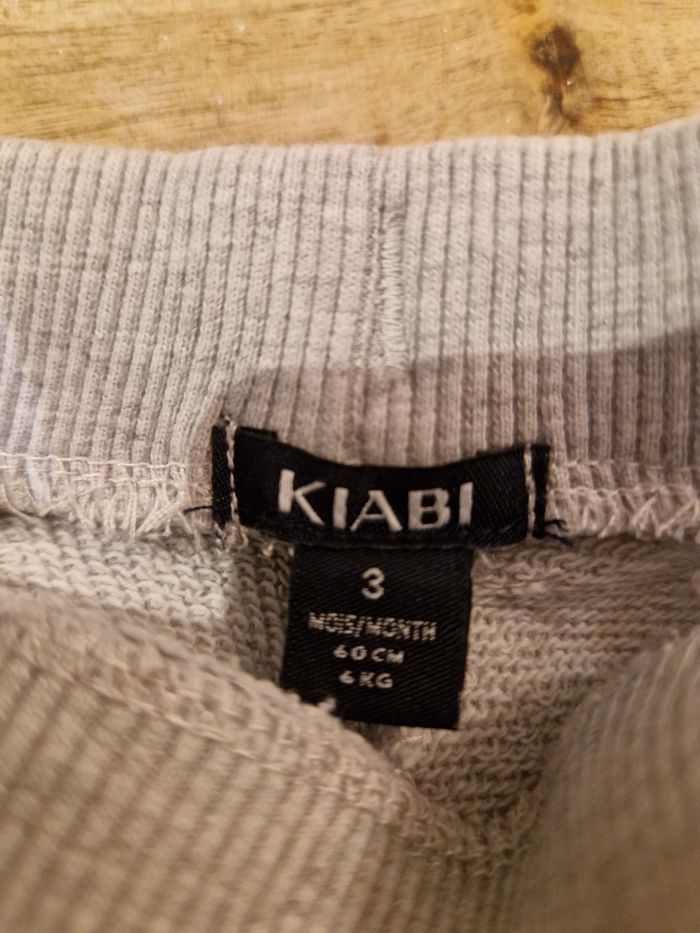 KIABI
3
MOIS/MONTH
60 CM
6 KG